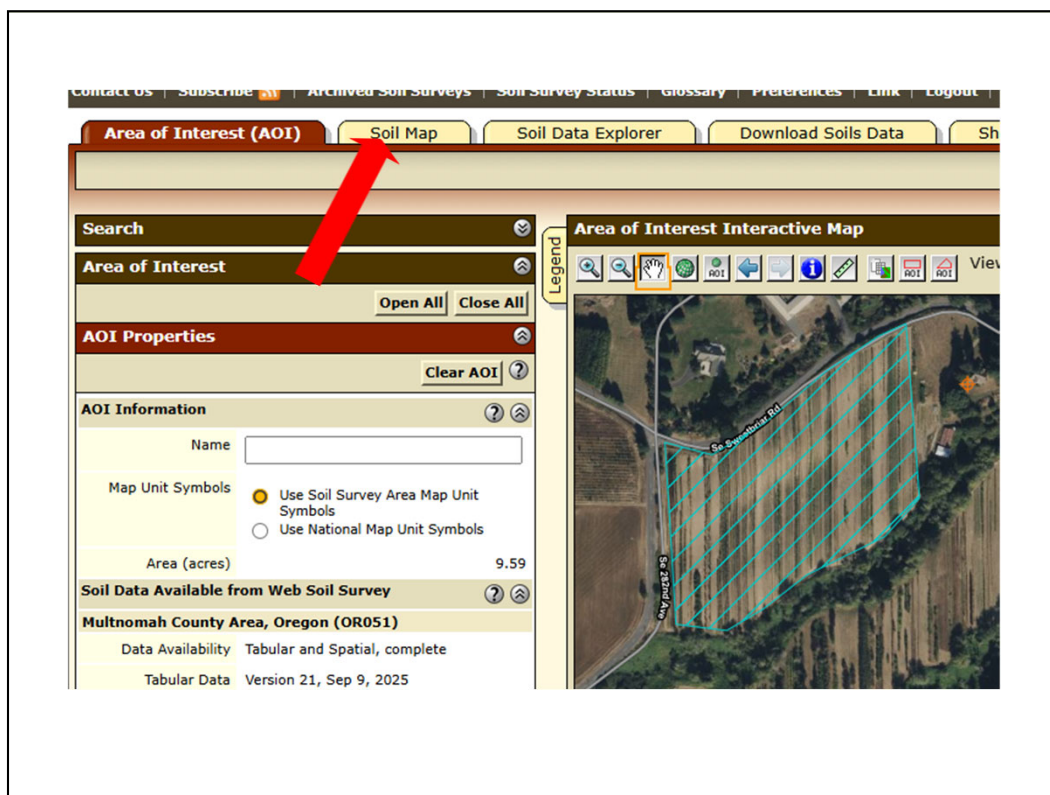 Contact Us | Subscribe | Archived Soil Surveys | Soil Survey Status | Glossary | Preferences | Link | Logout |
Area of Interest (AOI) Soil Map Soil Data Explorer Download Soils Data Sh
Search
Area of Interest
Open All Close All
AOI Properties
Clear AOI ?
AOI Information ?
Name
Map Unit Symbols
Use Soil Survey Area Map Unit
Symbols
Use National Map Unit Symbols
Area (acres) 9.59
Soil Data Available from Web Soil Survey ?
Multnomah County Area, Oregon (OR051)
Data Availability Tabular and Spatial, complete
Tabular Data Version 21, Sep 9, 2025
Legend
Area of Interest Interactive Map
AOI i AOI AOI View
Se Sweetbriar Rd
Se 282nd Ave